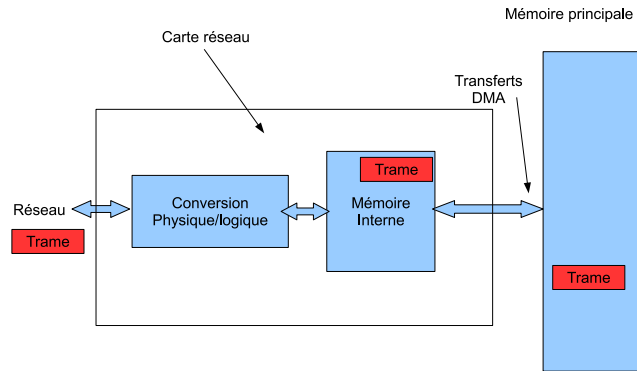 Mémoire principale
Carte réseau
Transferts
DMA
Trame
Conversion
Physique/logique
Mémoire
Interne
Réseau
Trame
Trame